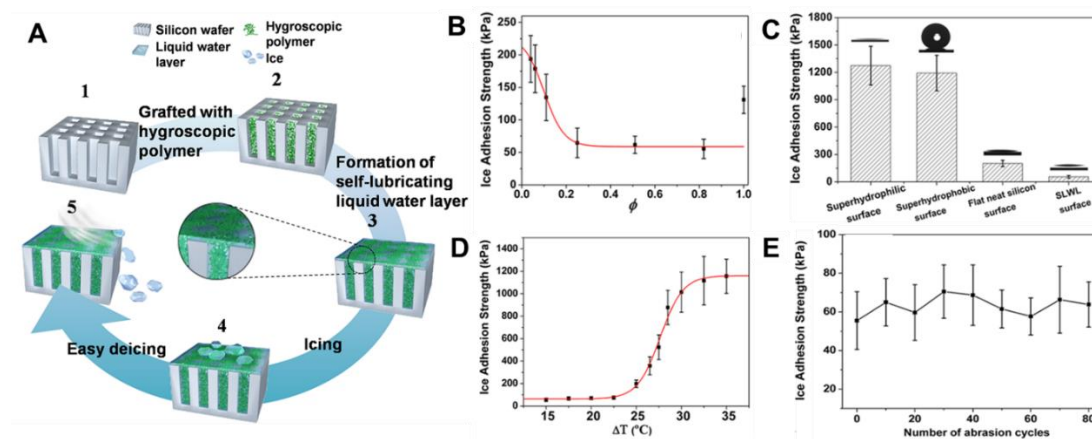 A
Silicon wafer
Liquid water
layer
Hygroscopic
polymer
Ice
1
Grafted with
hygroscopic
polymer
2
Formation of
self-lubricating
liquid water layer
3
Icing
4
Easy deicing
5
B
Ice Adhesion Strength (kPa)
250
200
150
100
50
0
0.0 0.2 0.4 0.6 0.8 1.0
ϕ
C
Ice Adhesion Strength (kPa)
1800
1500
1200
900
600
300
0
Superhydrophilic
surface
Superhydrophobic
surface
Flat neat silicon
surface
SLWL
surface
D
Ice Adhesion Strength (kPa)
1400
1200
1000
800
600
400
200
0
15 20 25 30 35
ΔT (°C)
E
Ice Adhesion Strength (kPa)
100
80
60
40
20
0 20 40 60 80
Number of abrasion cycles